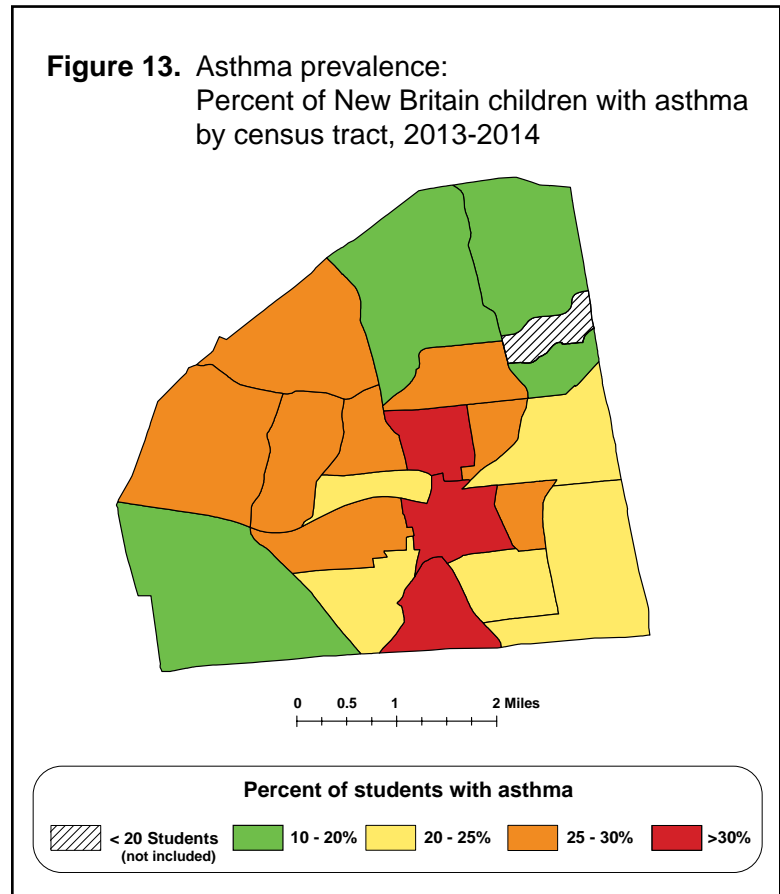 Figure 13. Asthma prevalence:
Percent of New Britain children with asthma
by census tract, 2013-2014
0 0.5 1 2 Miles
Percent of students with asthma
< 20 Students
(not included)
10 - 20%
20 - 25%
25 - 30%
>30%